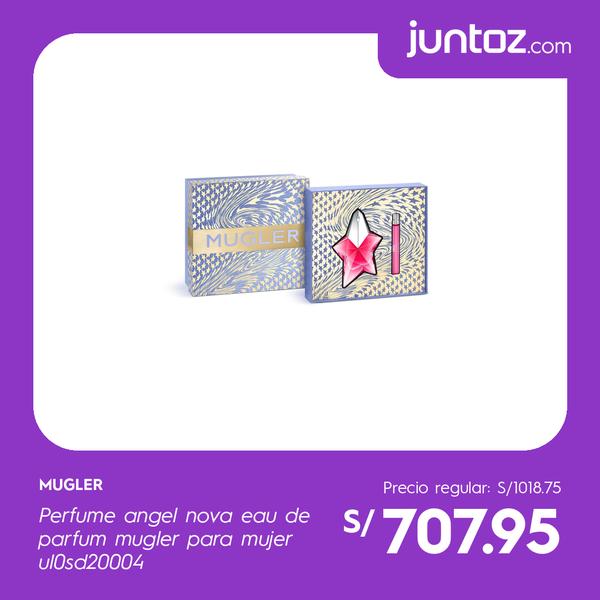 juntoz.com
MUGLER
MUGLER
Perfume angel nova eau de
parfum mugler para mujer
ul0sd20004
Precio regular: S/1018.75
S/707.95